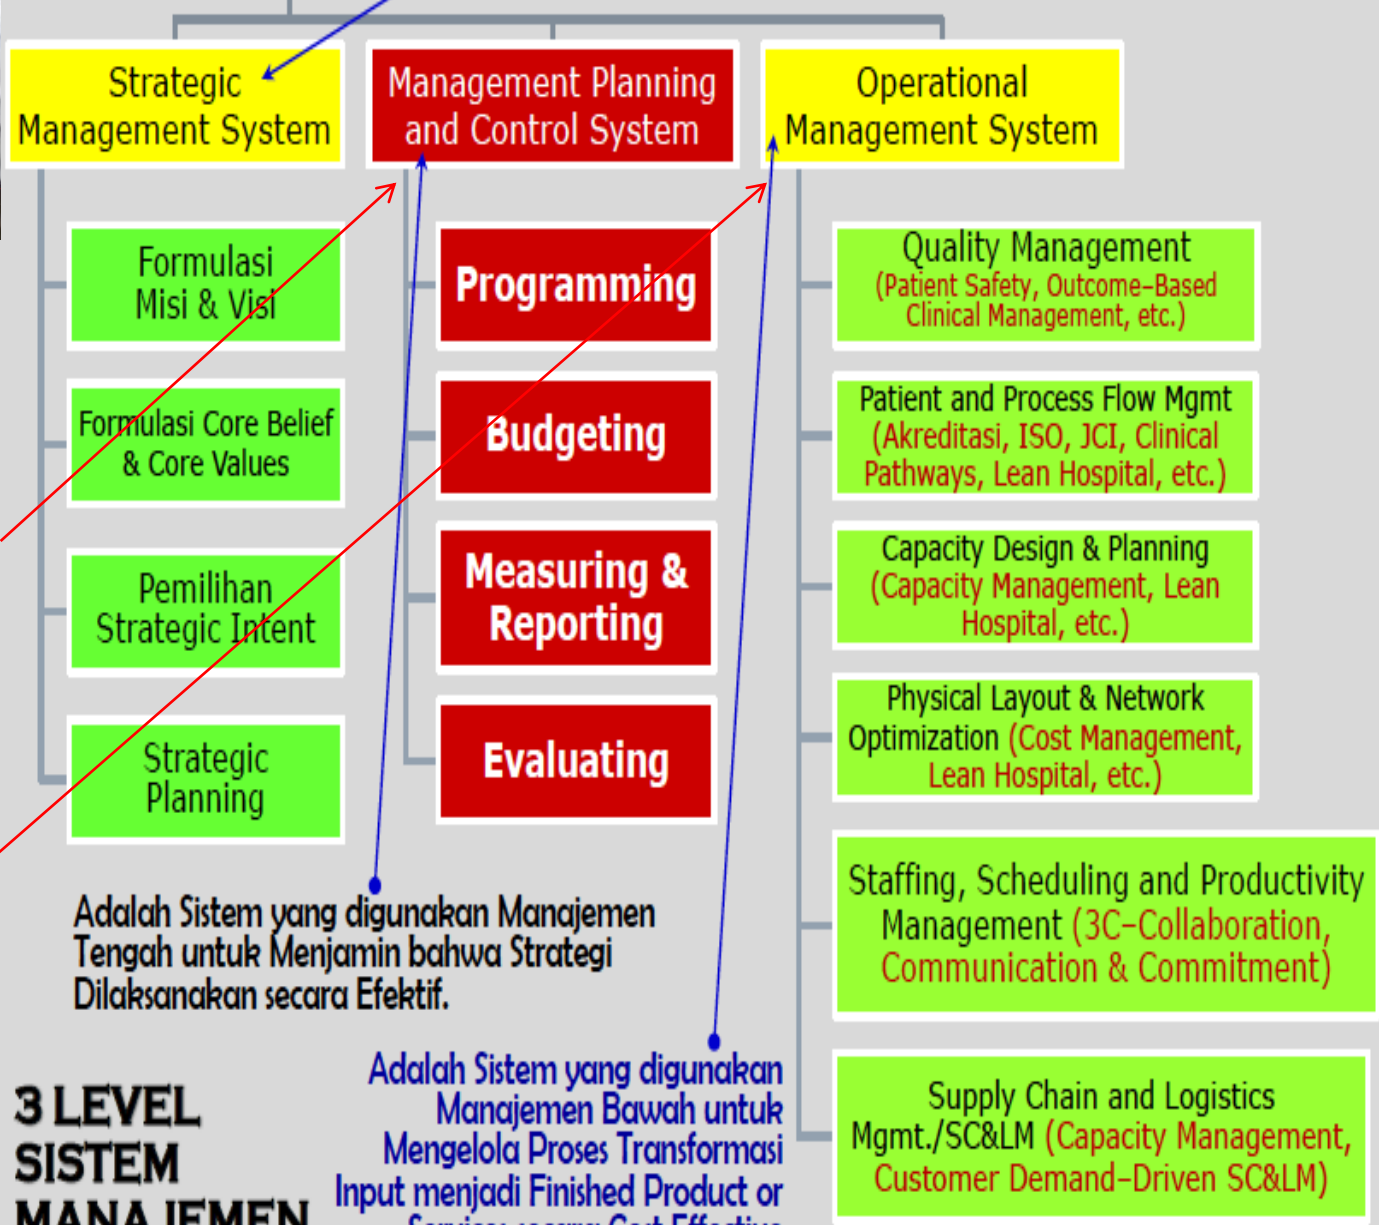 Strategic
Management System
Management Planning
and Control System
Operational
Management System
Formulasi
Misi & Visi
Formulasi Core Belief
& Core Values
Pemilihan
Strategic Intent
Strategic
Planning
Programming
Budgeting
Measuring &
Reporting
Evaluating
Quality Management
(Patient Safety, Outcome-Based
Clinical Management, etc.)
Patient and Process Flow Mgmt
(Akreditasi, ISO, JCI, Clinical
Pathways, Lean Hospital, etc.)
Capacity Design & Planning
(Capacity Management, Lean
Hospital, etc.)
Physical Layout & Network
Optimization (Cost Management,
Lean Hospital, etc.)
Staffing, Scheduling and Productivity
Management (3C-Collaboration,
Communication & Commitment)
Supply Chain and Logistics
Mgmt./SC&LM (Capacity Management,
Customer Demand-Driven SC&LM)
Adalah Sistem yang digunakan Manajemen
Tengah untuk Menjamin bahwa Strategi
Dilaksanakan secara Efektif.
Adalah Sistem yang digunakan
Manajemen Bawah untuk
Mengelola Proses Transformasi
Input menjadi Finished Product or
Services secara Cost Effective
3 LEVEL
SISTEM
MANAJEMEN